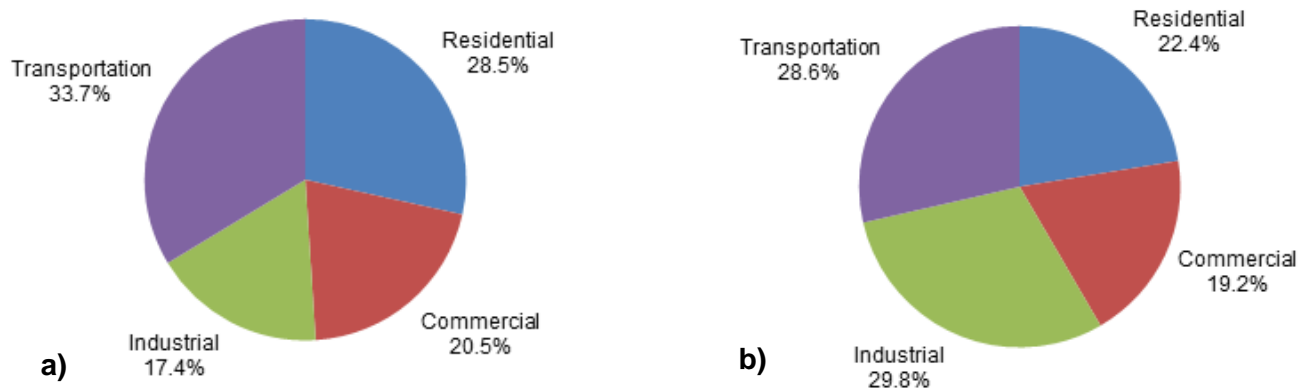 Residential
28.5%
Transportation
33.7%
Commercial
20.5%
Industrial
17.4%
a)
Residential
22.4%
Transportation
28.6%
Commercial
19.2%
Industrial
29.8%
b)